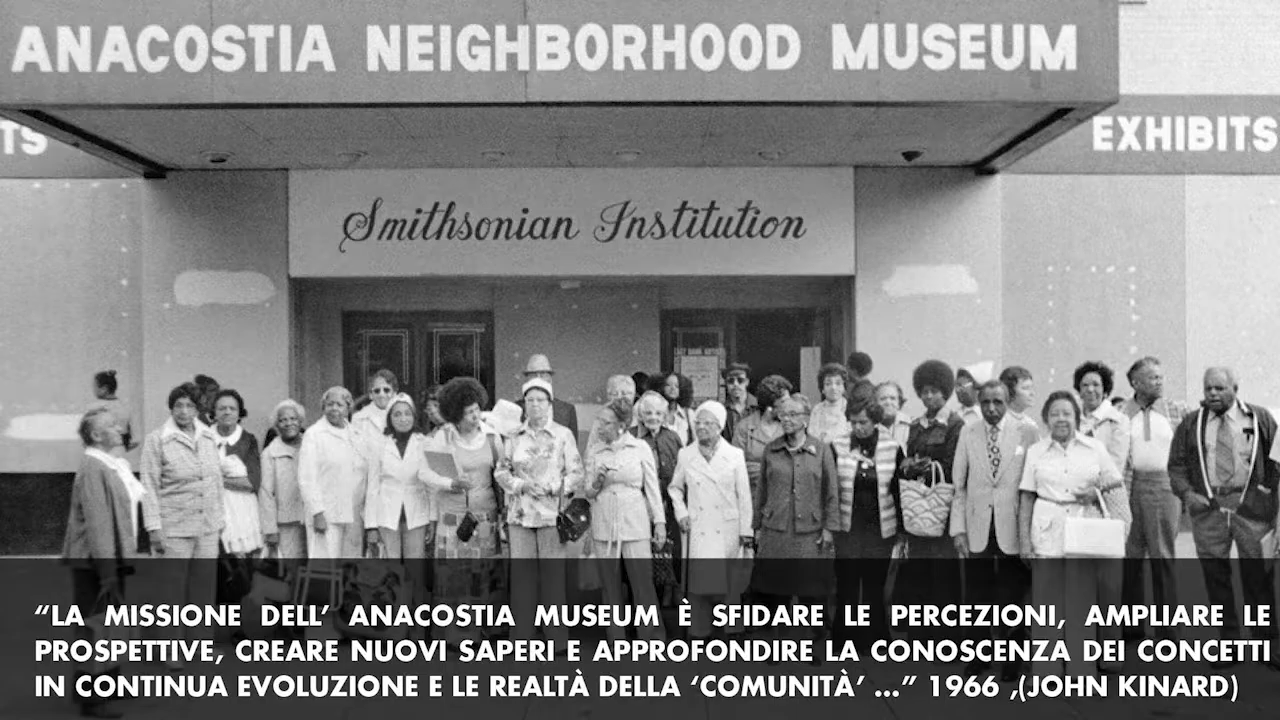 ANACOSTIA NEIGHBORHOOD MUSEUM
TS
EXHIBITS
Smithsonian Institution
“LA MISSIONE DELL’ ANACOSTIA MUSEUM È SFIDARE LE PERCEZIONI, AMPLIARE LE
PROSPETTIVE, CREARE NUOVI SAPERI E APPROFONDIRE LA CONOSCENZA DEI CONCETTI
IN CONTINUA EVOLUZIONE E LE REALTÀ DELLA ‘COMUNITÀ’ ...” 1966 ,(JOHN KINARD)